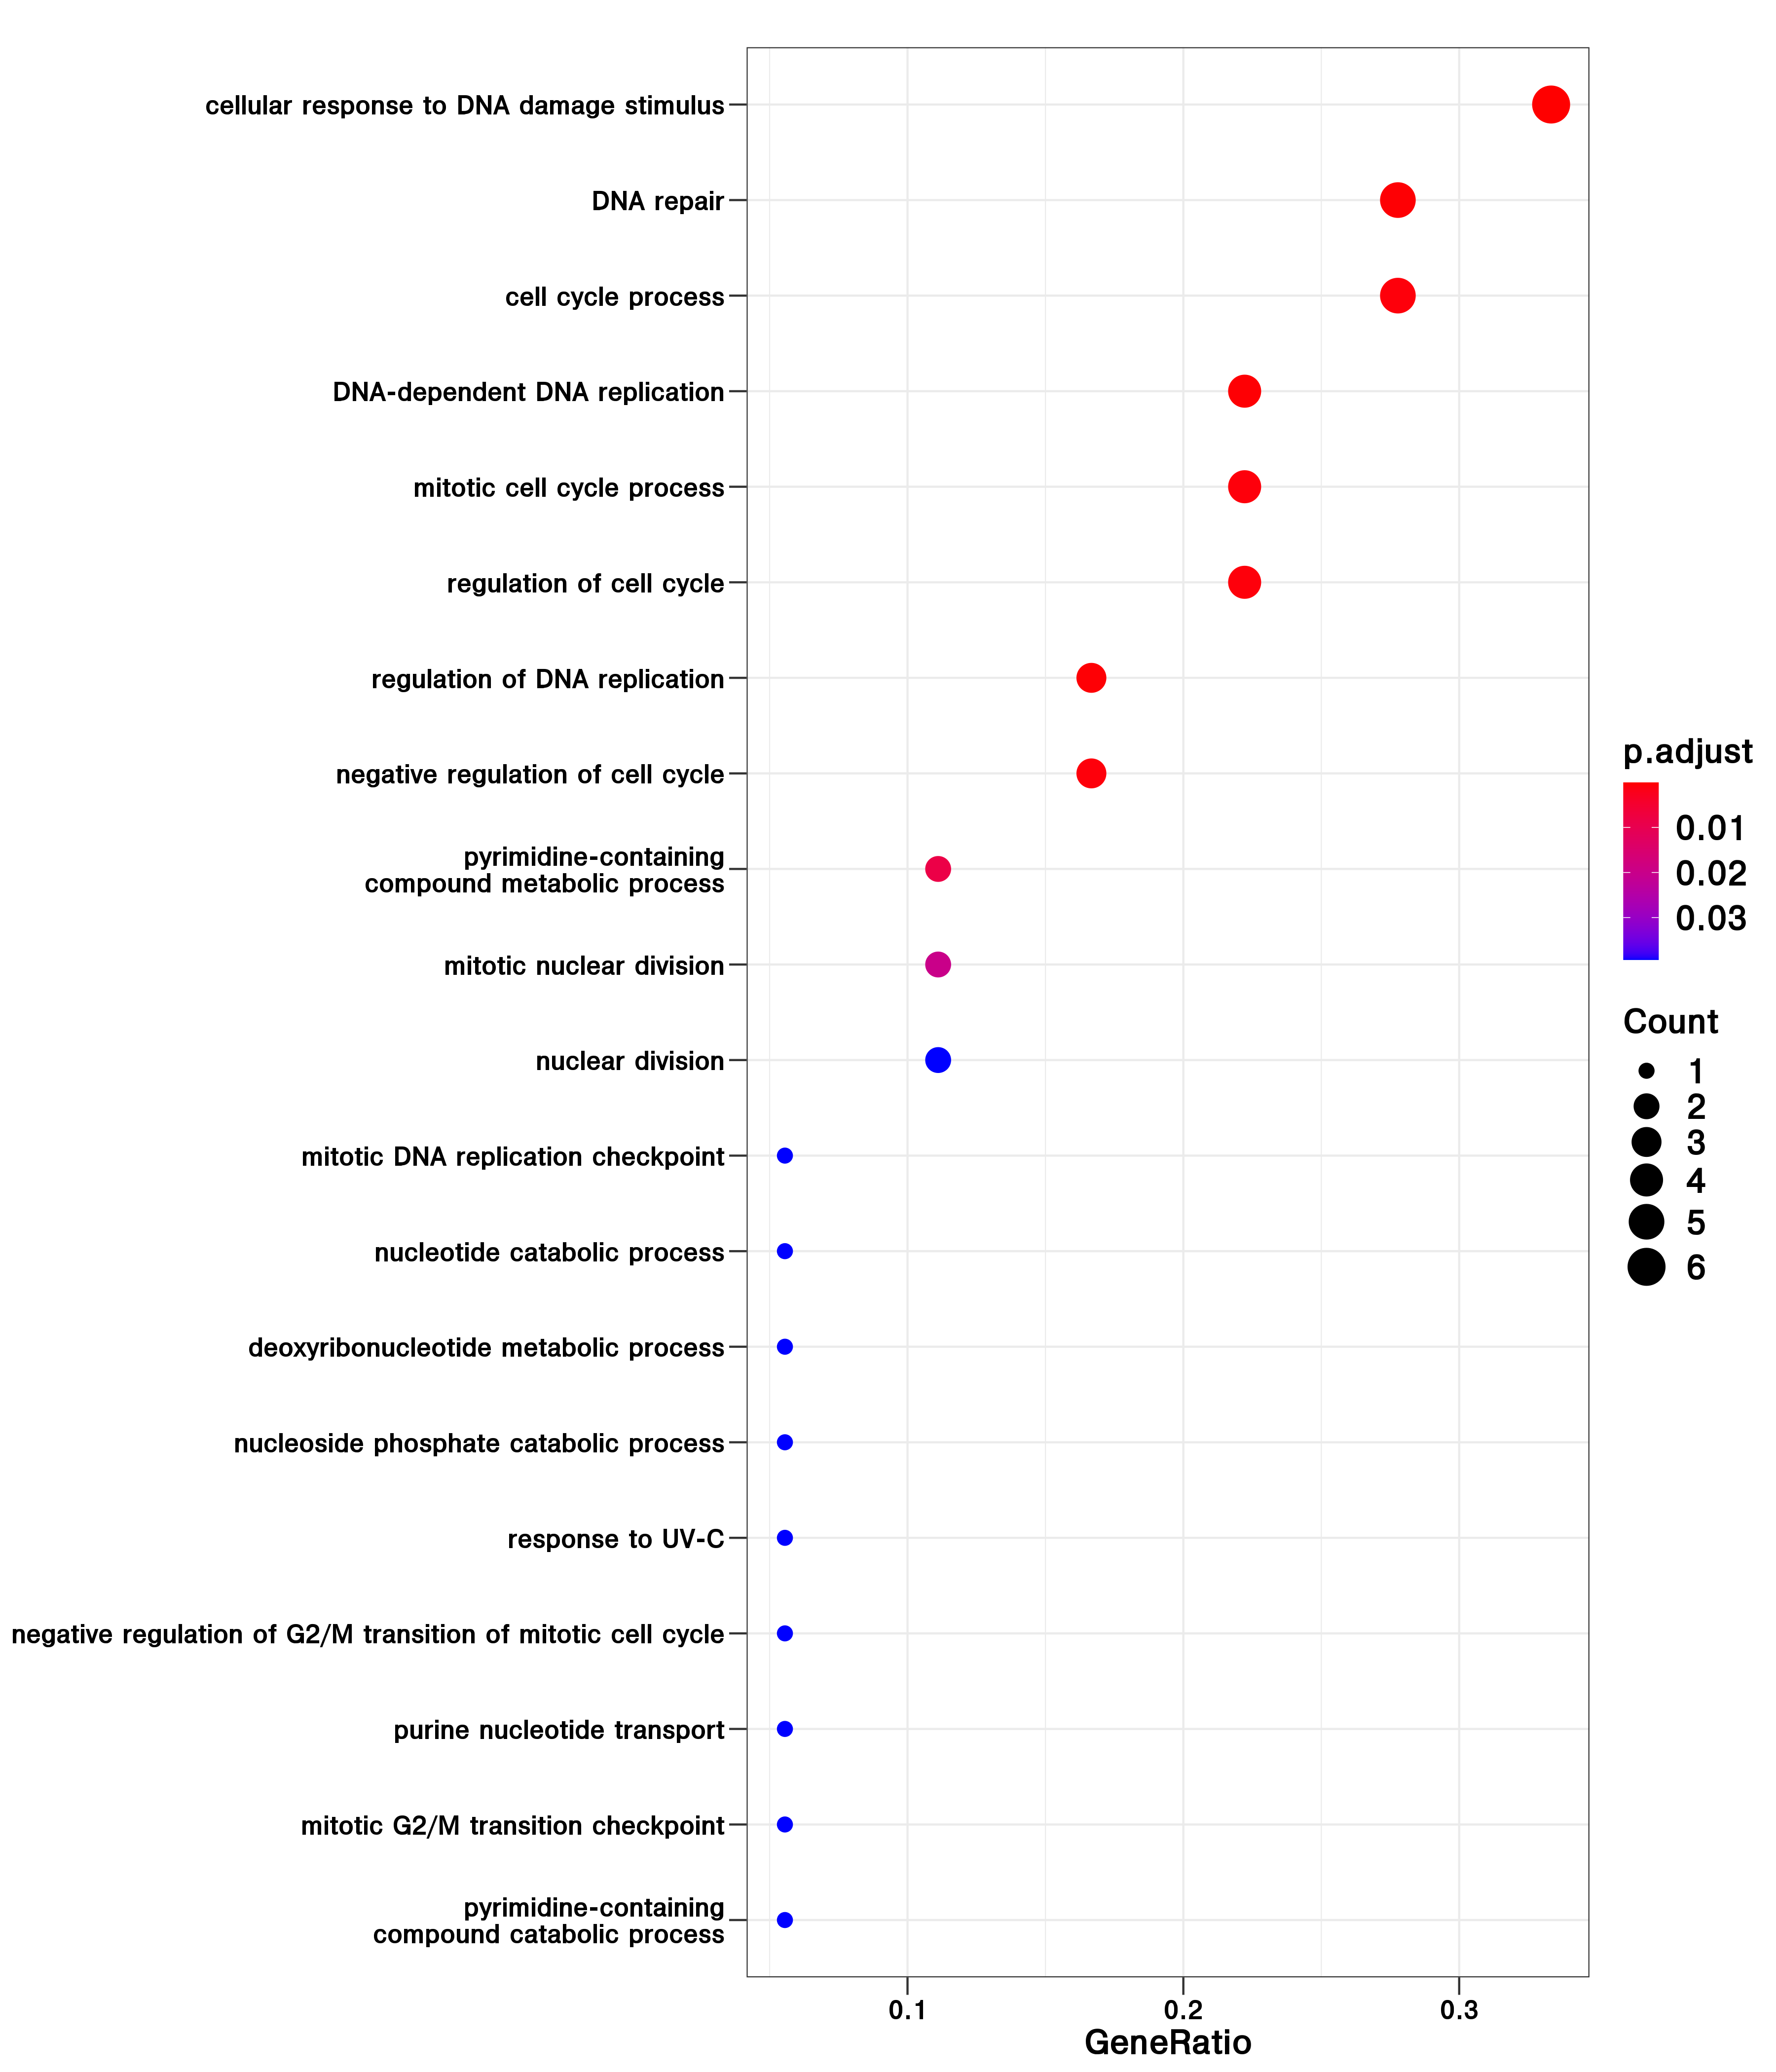 cellular response to DNA damage stimulus
DNA repair
cell cycle process
DNA-dependent DNA replication
mitotic cell cycle process
regulation of cell cycle
regulation of DNA replication
negative regulation of cell cycle
pyrimidine-containing
compound metabolic process
mitotic nuclear division
nuclear division
mitotic DNA replication checkpoint
nucleotide catabolic process
deoxyribonucleotide metabolic process
nucleoside phosphate catabolic process
response to UV-C
negative regulation of G2/M transition of mitotic cell cycle
purine nucleotide transport
mitotic G2/M transition checkpoint
pyrimidine-containing
compound catabolic process
0.1
0.2
0.3
GeneRatio
p.adjust
0.01
0.02
0.03
Count
1
2
3
4
5
6